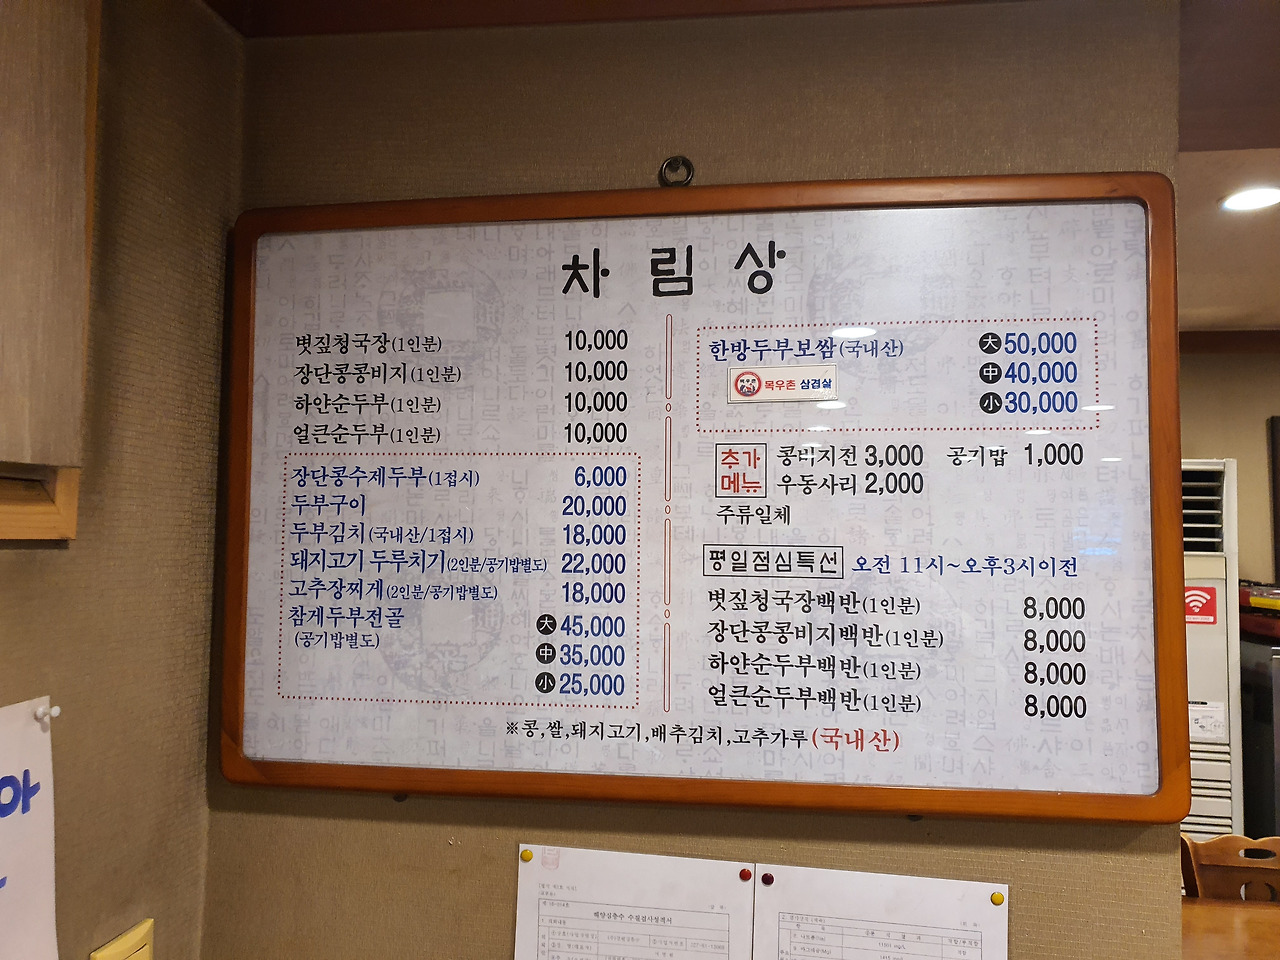 차림상
볏짚청국장(1인분) 10,000
장단콩콩비지(1인분) 10,000
하얀순두부(1인분) 10,000
얼큰순두부(1인분) 10,000
장단콩수제두부(1접시) 6,000
두부구이 20,000
두부김치(국내산/1접시) 18,000
돼지고기 두루치기(2인분/공기밥별도) 22,000
고추장찌게(2인분/공기밥별도) 18,000
참게두부전골 大 45,000
(공기밥별도) 中 35,000
小 25,000
한방두부보쌈(국내산) 大 50,000
목우촌 삼겹살 中 40,000
小 30,000
추가메뉴 콩비지전 3,000 공기밥 1,000
우동사리 2,000
주류일체
평일점심특선 오전 11시~오후3시이전
볏짚청국장백반(1인분) 8,000
장단콩콩비지백반(1인분) 8,000
하얀순두부백반(1인분) 8,000
얼큰순두부백반(1인분) 8,000
※콩,쌀,돼지고기,배추김치,고추가루(국내산)
아
해양심층수 수질검사성적서